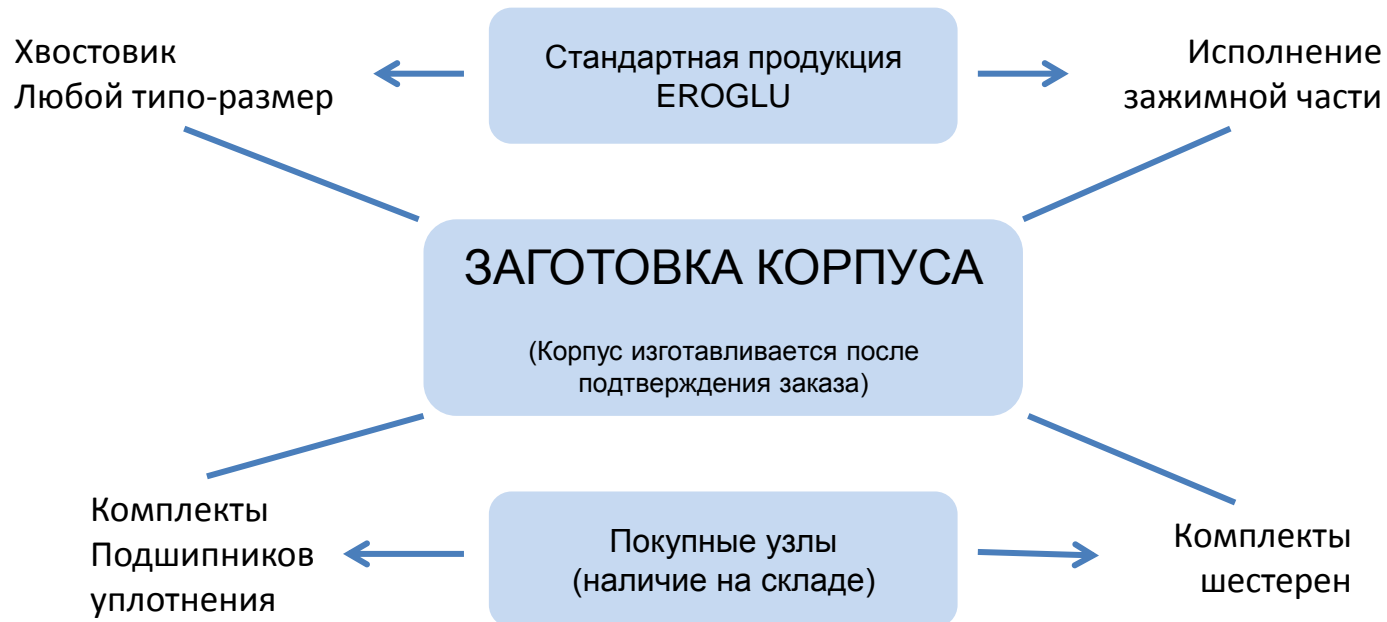 Хвостовик
Любой типо-размер
Стандартная продукция
EROGLU
Исполнение
зажимной части
ЗАГОТОВКА КОРПУСА
(Корпус изготавливается после
подтверждения заказа)
Комплекты
Подшипников
уплотнения
Покупные узлы
(наличие на складе)
Комплекты
шестерен